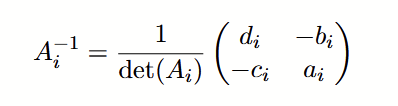 A_i^{-1} = \frac{1}{\det(A_i)} \begin{pmatrix} d_i & -b_i \\ -c_i & a_i \end{pmatrix}